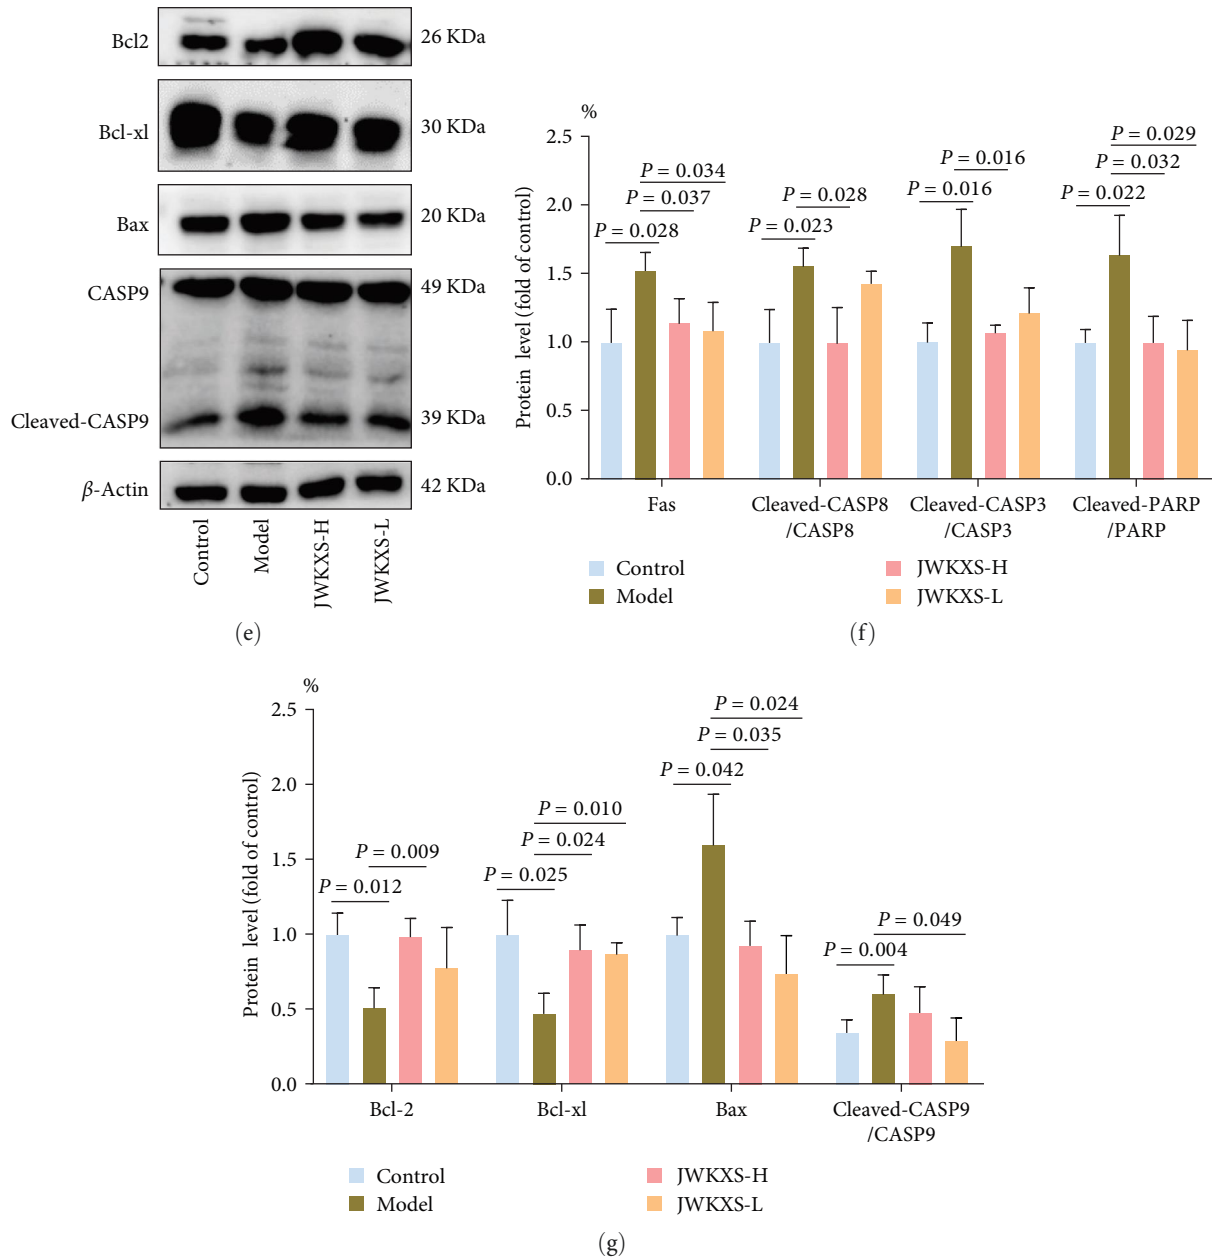 Bcl2
26 KDa
Bcl-xl
30 KDa
Bax
20 KDa
CASP9
49 KDa
Cleaved-CASP9
39 KDa
β-Actin
42 KDa
Control
Model
JWKXS-H
JWKXS-L
(e)
%
Protein level (fold of control)
2.5
2.0
1.5
1.0
0.5
0.0
P = 0.034
P = 0.037
P = 0.028
P = 0.028
P = 0.023
P = 0.016
P = 0.016
P = 0.029
P = 0.032
P = 0.022
Fas
Cleaved-CASP8
/CASP8
Cleaved-CASP3
/CASP3
Cleaved-PARP
/PARP
Control
Model
JWKXS-H
JWKXS-L
(f)
%
Protein level (fold of control)
2.5
2.0
1.5
1.0
0.5
0.0
P = 0.009
P = 0.012
P = 0.010
P = 0.024
P = 0.025
P = 0.024
P = 0.035
P = 0.042
P = 0.049
P = 0.004
Bcl-2
Bcl-xl
Bax
Cleaved-CASP9
/CASP9
Control
Model
JWKXS-H
JWKXS-L
(g)